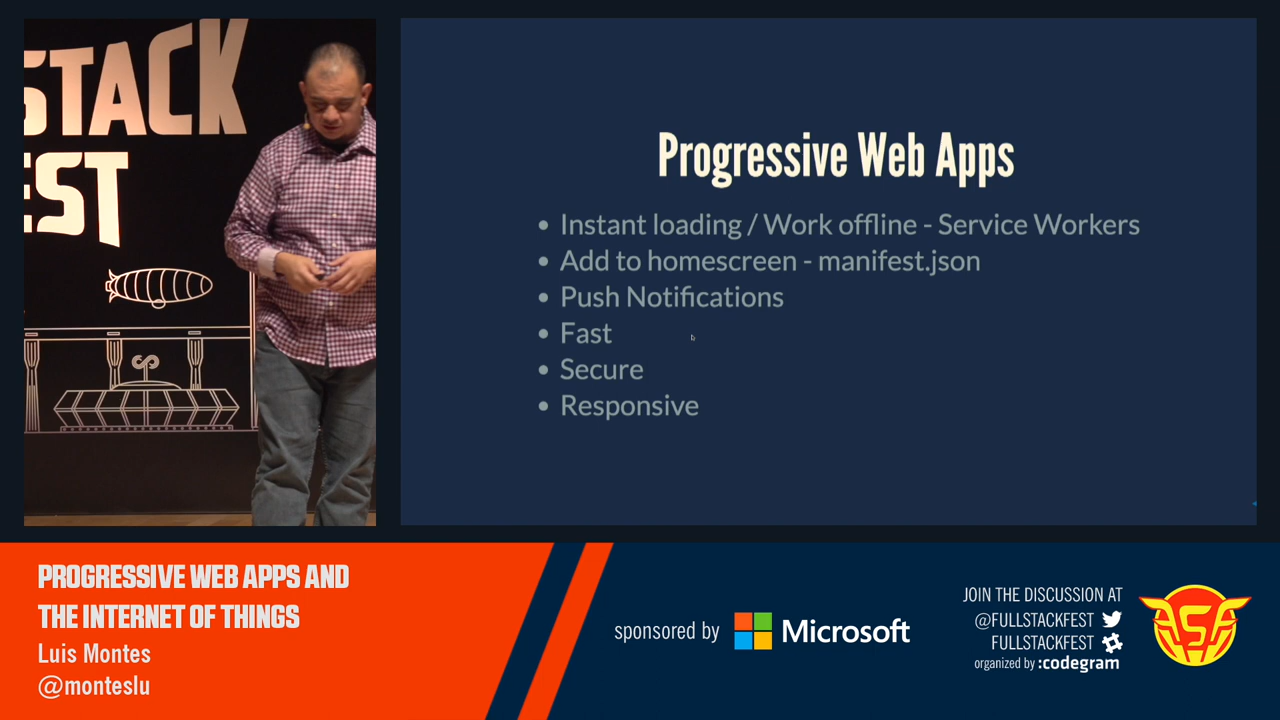 STACK
EST
Progressive Web Apps
Instant loading / Work offline - Service Workers
Add to homescreen - manifest.json
Push Notifications
Fast
Secure
Responsive
PROGRESSIVE WEB APPS AND
THE INTERNET OF THINGS
Luis Montes
@monteslu
sponsored by Microsoft
JOIN THE DISCUSSION AT
@FULLSTACKFEST
FULLSTACKFEST
organized by :codegram
FSF